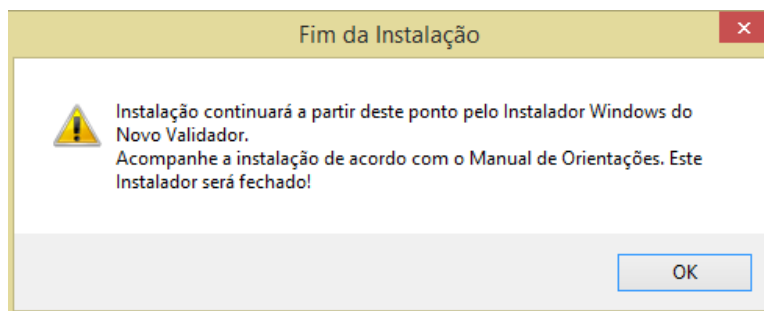 Fim da Instalação
Instalação continuará a partir deste ponto pelo Instalador Windows do
Novo Validador.
Acompanhe a instalação de acordo com o Manual de Orientações. Este
Instalador será fechado!
OK